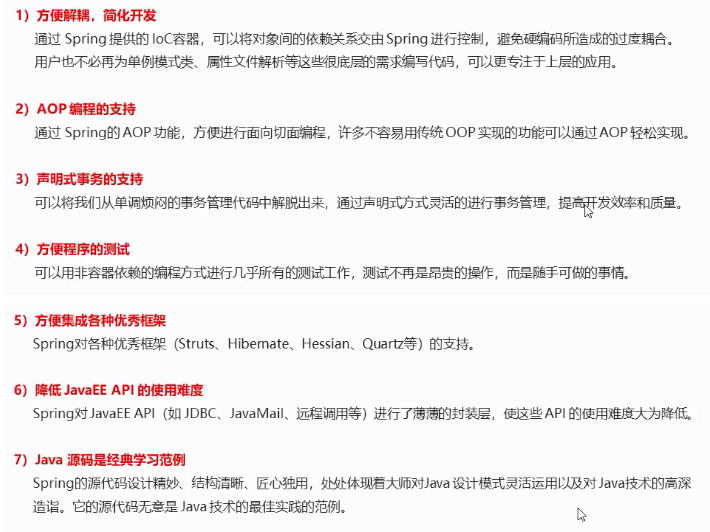 1）方便解耦，简化开发
通过 Spring 提供的 IoC容器，可以将对象间的依赖关系交由 Spring 进行控制，避免硬编码所造成的过度耦合。
用户也不必再为单例模式类、属性文件解析等这些很底层的需求编写代码，可以更专注于上层的应用。
2）AOP 编程的支持
通过 Spring的 AOP 功能，方便进行面向切面编程，许多不容易用传统 OOP 实现的功能可以通过 AOP 轻松实现。
3）声明式事务的支持
可以将我们从单调烦闷的事务管理代码中解脱出来，通过声明式方式灵活的进行事务管理，提高开发效率和质量。
4）方便程序的测试
可以用非容器依赖的编程方式进行几乎所有的测试工作，测试不再是昂贵的操作，而是随手可做的事情。
5）方便集成各种优秀框架
Spring对各种优秀框架（Struts、Hibernate、Hessian、Quartz等）的支持。
6）降低 JavaEE API 的使用难度
Spring对 JavaEE API（如 JDBC、JavaMail、远程调用等）进行了薄薄的封装层，使这些 API 的使用难度大为降低。
7）Java 源码是经典学习范例
Spring的源代码设计精妙、结构清晰、匠心独用，处处体现着大师对Java 设计模式灵活运用以及对 Java技术的高深
造诣。它的源代码无意是 Java 技术的最佳实践的范例。